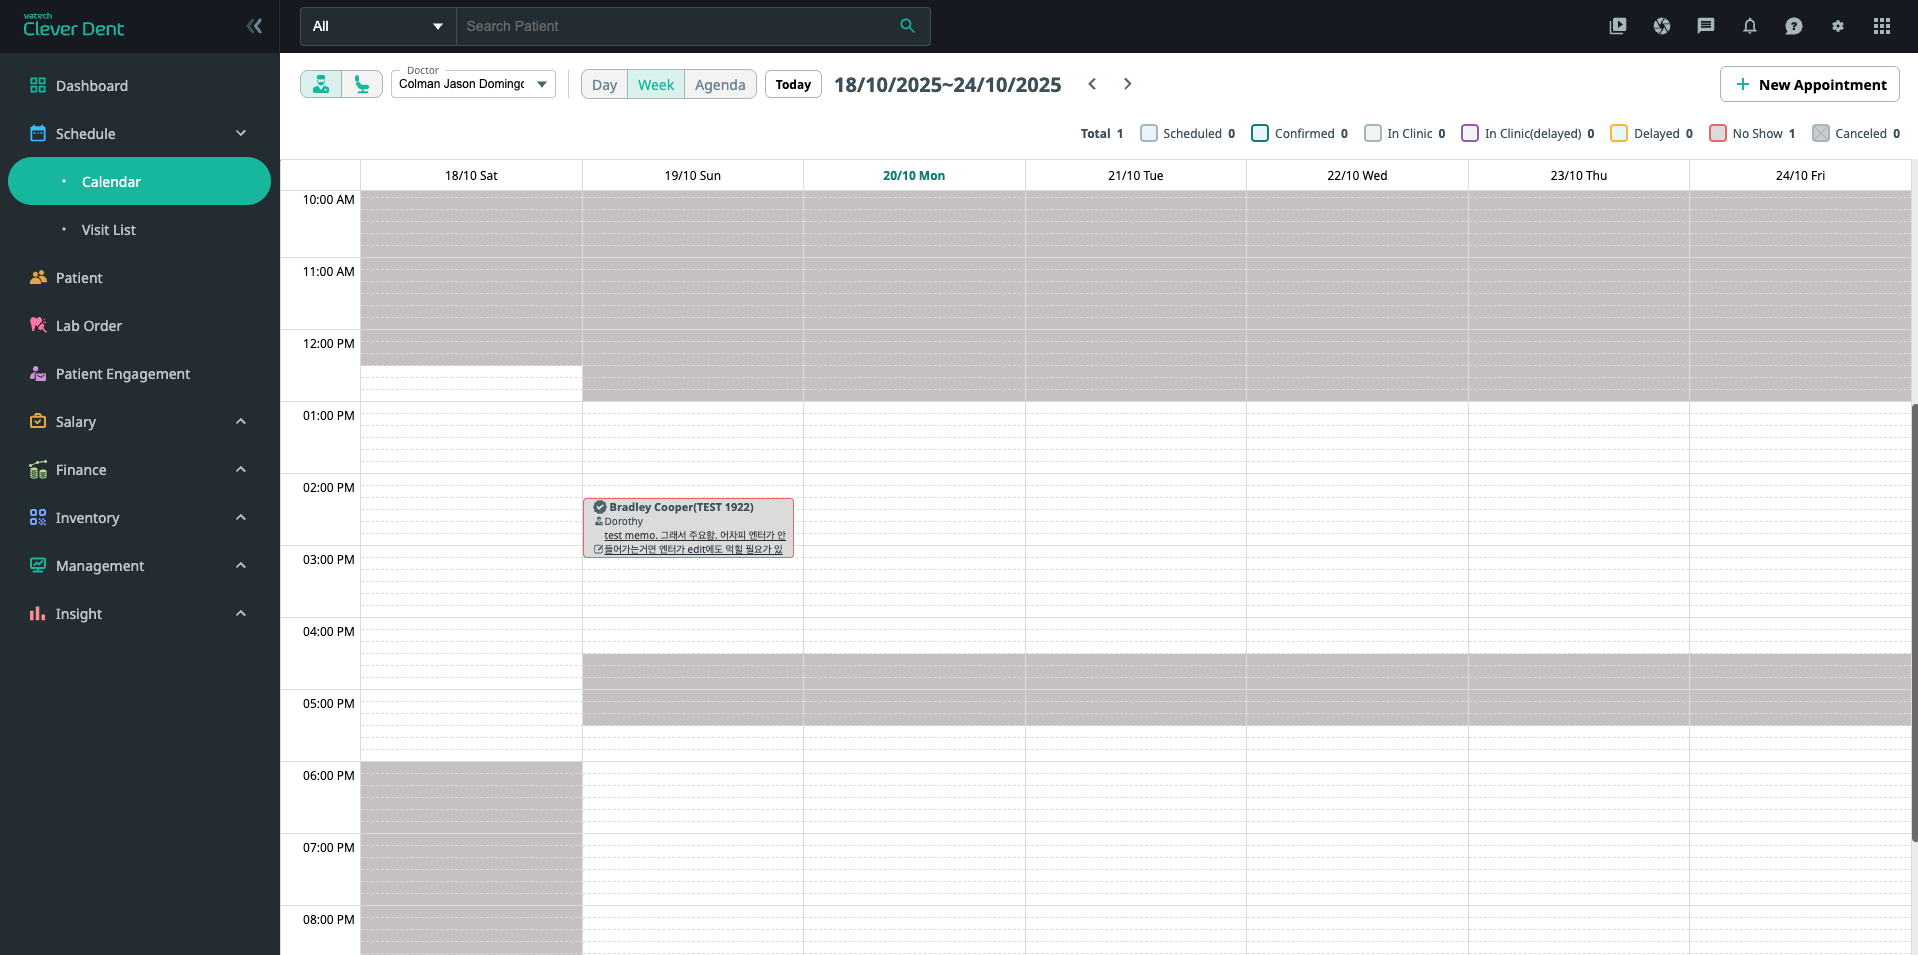 vatech
Clever Dent
All
Search Patient
Dashboard
Schedule
Calendar
Visit List
Patient
Lab Order
Patient Engagement
Salary
Finance
Inventory
Management
Insight
Doctor
Colman Jason Doming
Day
Week
Agenda
Today
18/10/2025~24/10/2025
+ New Appointment
Total 1
Scheduled 0
Confirmed 0
In Clinic 0
In Clinic(delayed) 0
Delayed 0
No Show 1
Canceled 0
18/10 Sat
19/10 Sun
20/10 Mon
21/10 Tue
22/10 Wed
23/10 Thu
24/10 Fri
10:00 AM
11:00 AM
12:00 PM
01:00 PM
02:00 PM
Bradley Cooper(TEST 1922)
Dorothy
test memo. 그래서 주요함. 어차피 엔터가 안
들어가는거면 엔터가 edit에도 먹힐 필요가 있
03:00 PM
04:00 PM
05:00 PM
06:00 PM
07:00 PM
08:00 PM